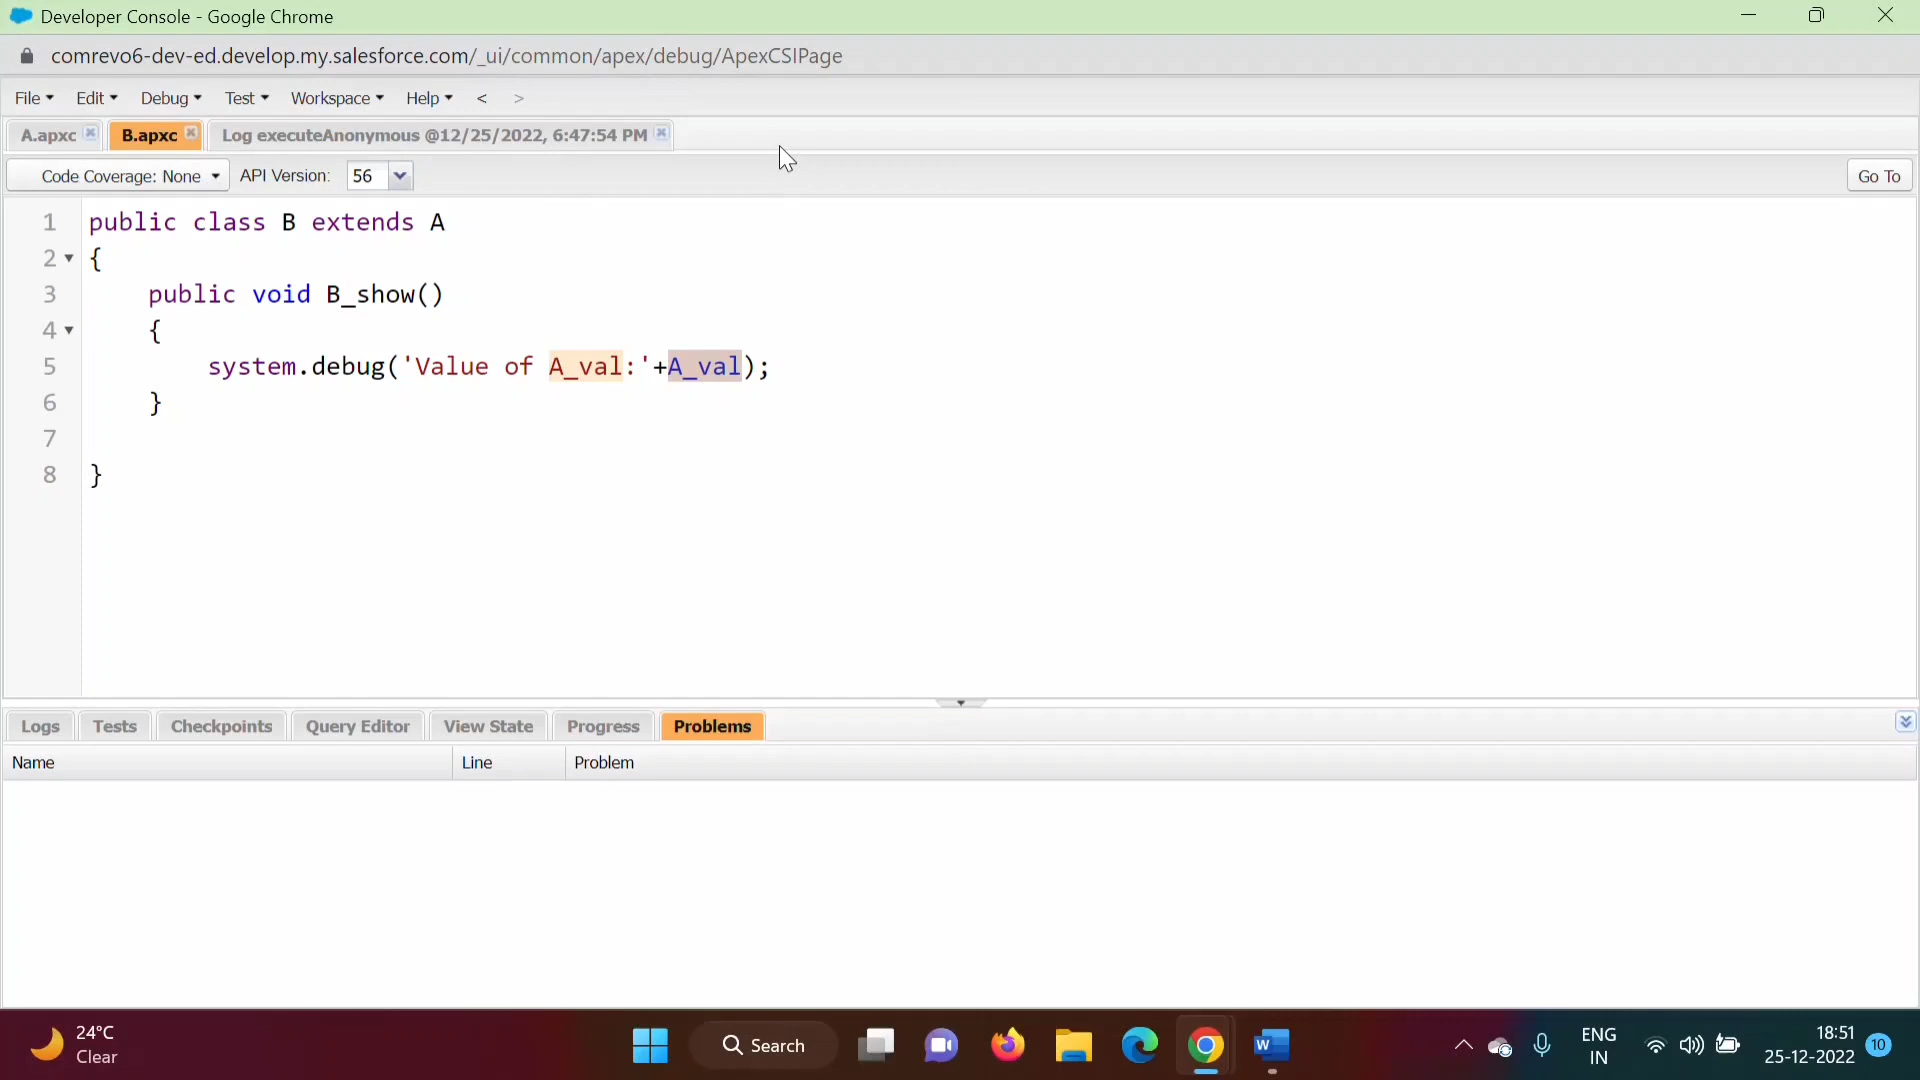 Developer Console - Google Chrome
comrevo6-dev-ed.develop.my.salesforce.com/_ui/common/apex/debug/ApexCSIPage
File Edit Debug Test Workspace Help < >
A.apxc B.apxc Log executeAnonymous @12/25/2022, 6:47:54 PM
Code Coverage: None API Version: 56 Go To
1 public class B extends A
2 {
3 public void B_show()
4 {
5 system.debug('Value of A_val:'+A_val);
6 }
7
8 }
Logs Tests Checkpoints Query Editor View State Progress Problems
Name Line Problem
24°C
Clear
Search
W
ENG
IN
18:51
25-12-2022
10